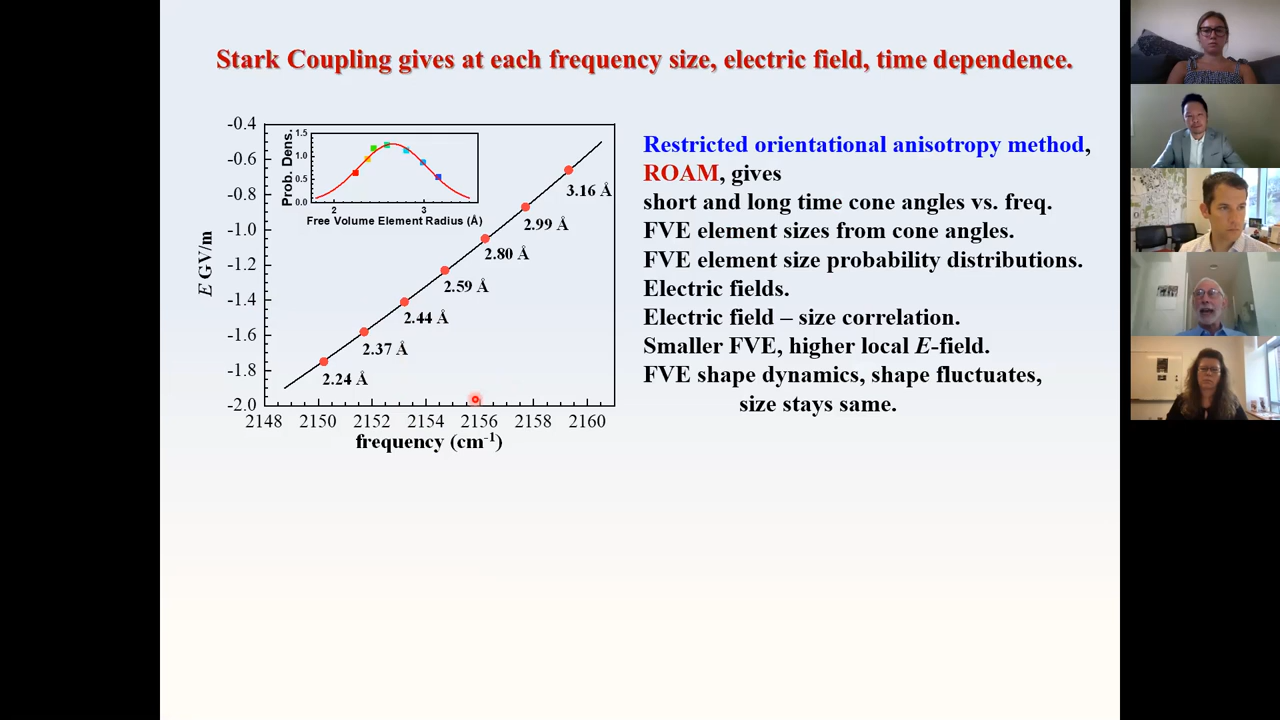 Stark Coupling gives at each frequency size, electric field, time dependence.
-0.4
-0.6
-0.8
-1.0
-1.2
-1.4
-1.6
-1.8
-2.0
E GV/m
1.5
1.0
0.5
0.0
Prob. Dens.
2
3
Free Volume Element Radius (Å)
3.16 Å
2.99 Å
2.80 Å
2.59 Å
2.44 Å
2.37 Å
2.24 Å
2148 2150 2152 2154 2156 2158 2160
frequency (cm⁻¹)
Restricted orientational anisotropy method,
ROAM, gives
short and long time cone angles vs. freq.
FVE element sizes from cone angles.
FVE element size probability distributions.
Electric fields.
Electric field – size correlation.
Smaller FVE, higher local E-field.
FVE shape dynamics, shape fluctuates,
size stays same.